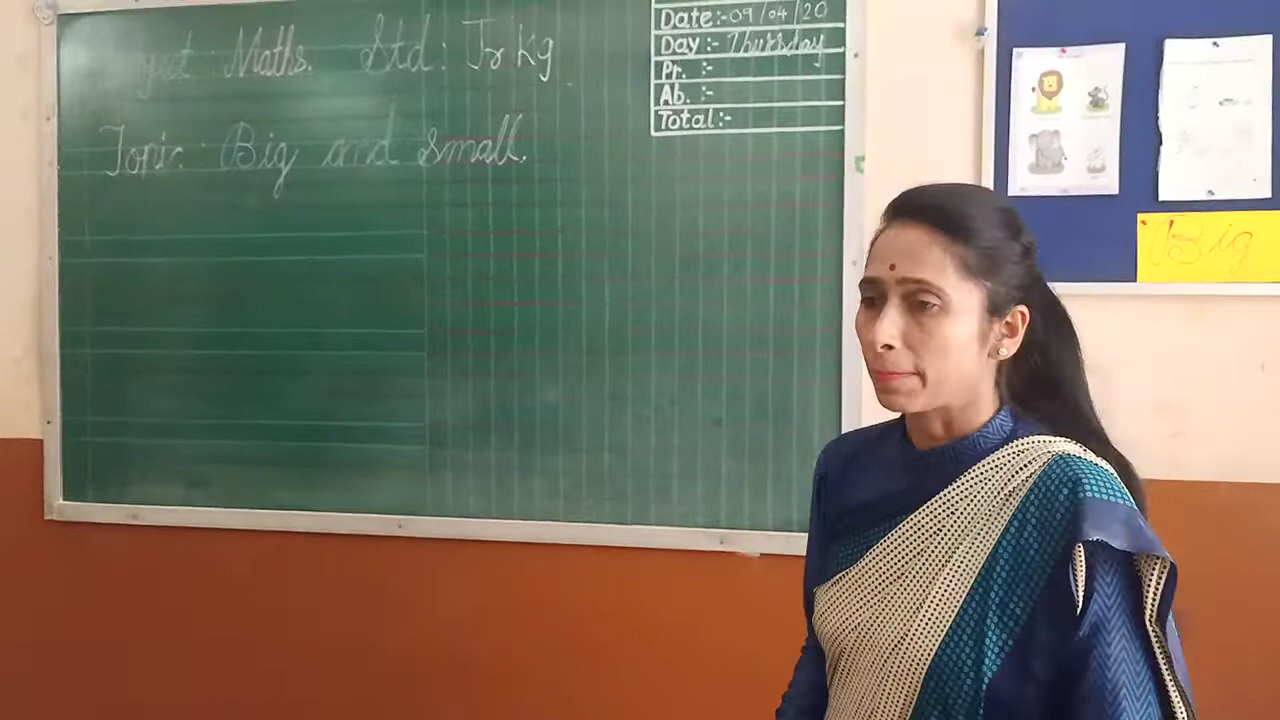 Maths. Std: Jr Kg
Topic: Big and Small.
Date:-09/04/20
Day:- Thursday
Pr. :-
Ab. :-
Total:-
Big